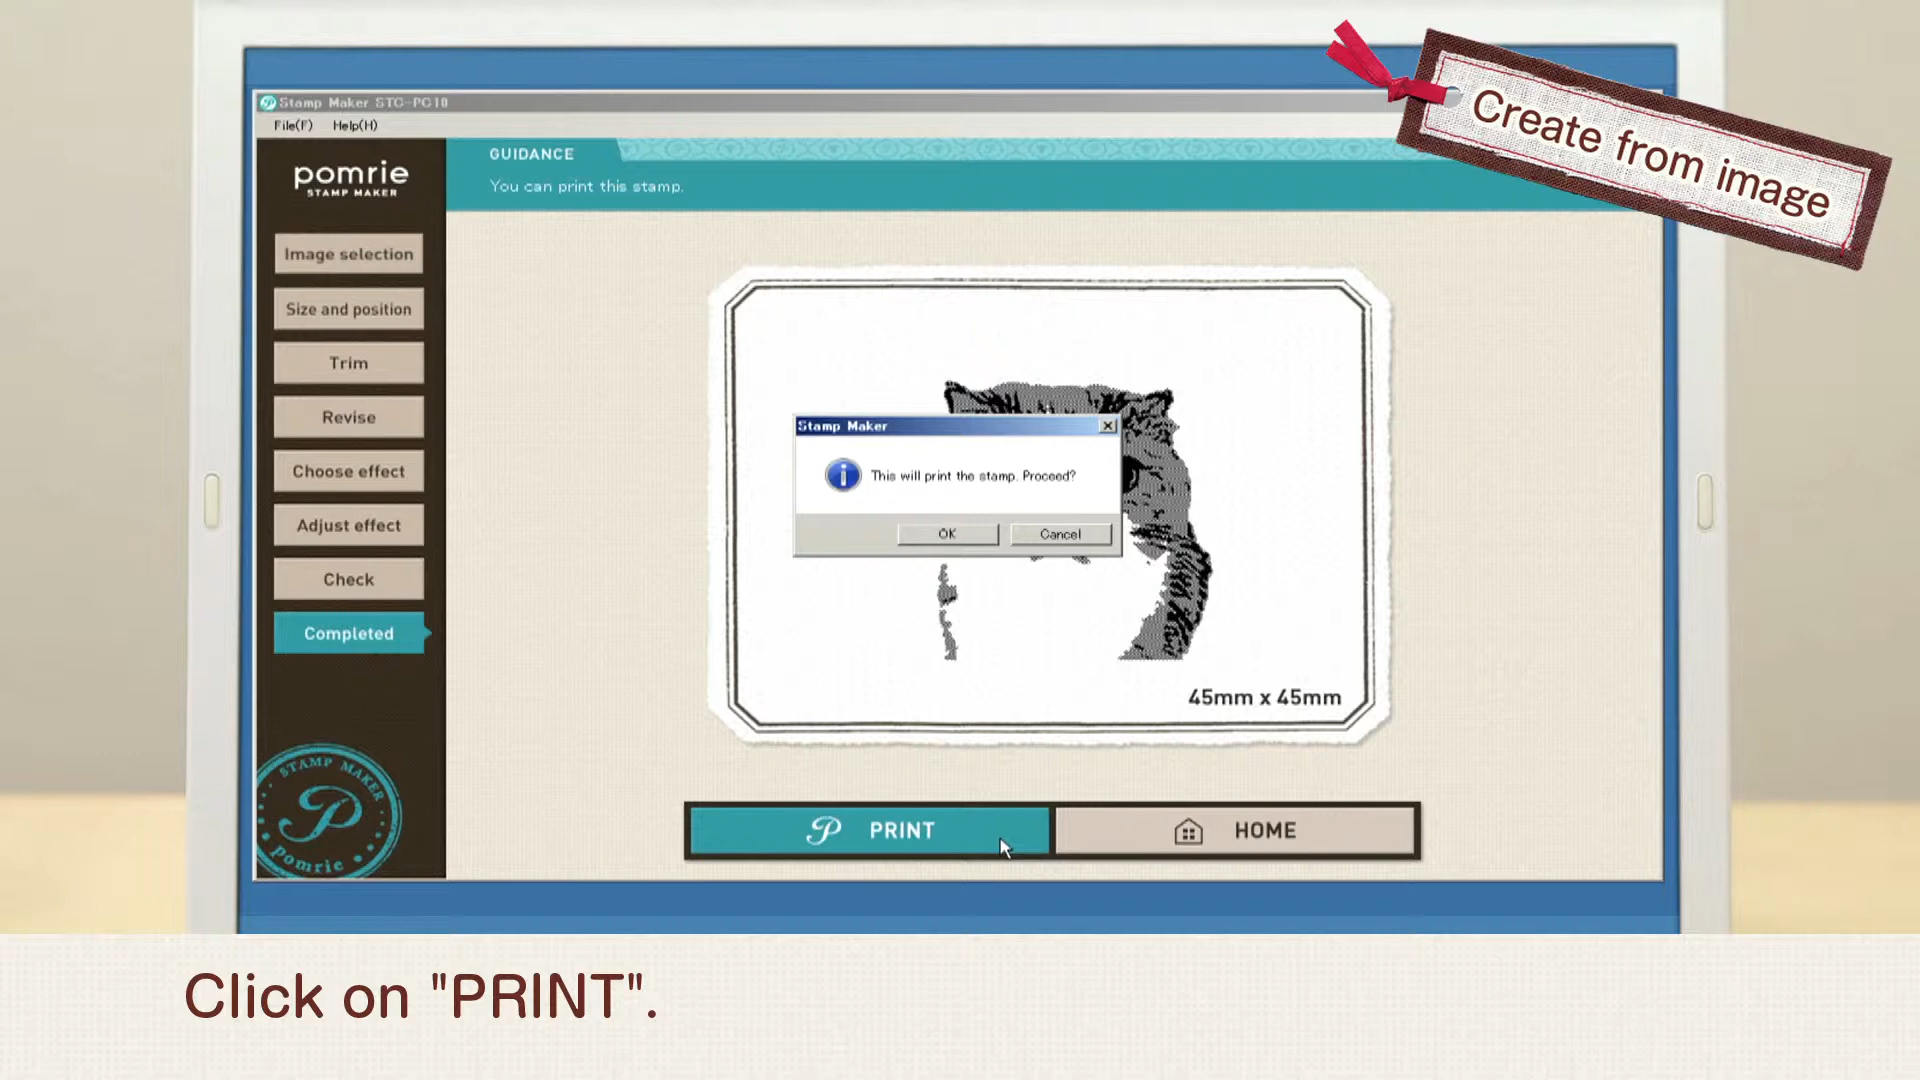 Create from image
Stamp Maker STC-PC10
File(F) Help(H)
pomrie
STAMP MAKER
GUIDANCE
You can print this stamp.
Image selection
Size and position
Trim
Revise
Choose effect
Adjust effect
Check
Completed
Stamp Maker
This will print the stamp. Proceed?
OK Cancel
45mm x 45mm
STAMP MAKER
P
pomrie
P PRINT HOME
Click on "PRINT".